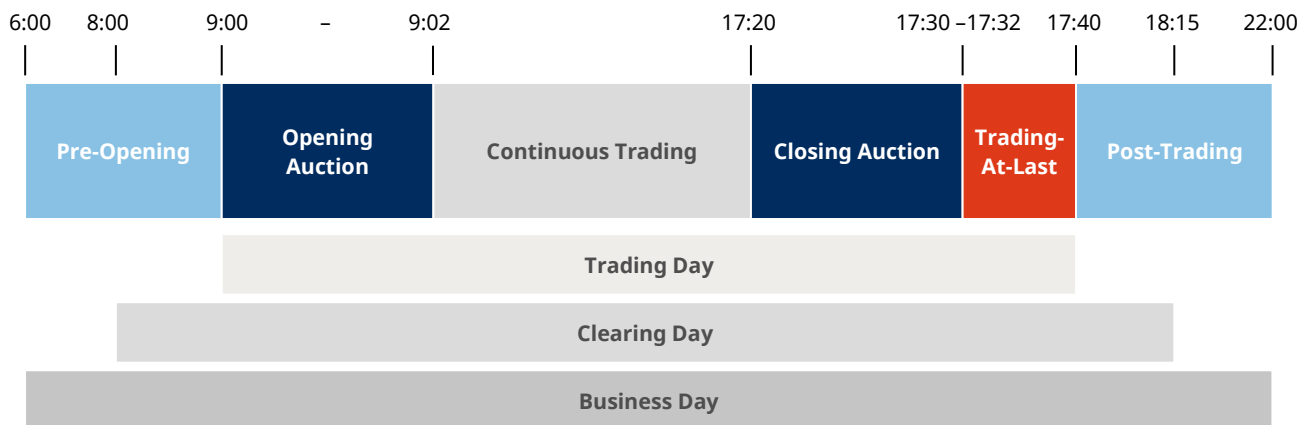 6:00 8:00 9:00 – 9:02 17:20 17:30 –17:32 17:40 18:15 22:00
Pre-Opening
Opening
Auction
Continuous Trading
Closing Auction
Trading-
At-Last
Post-Trading
Trading Day
Clearing Day
Business Day